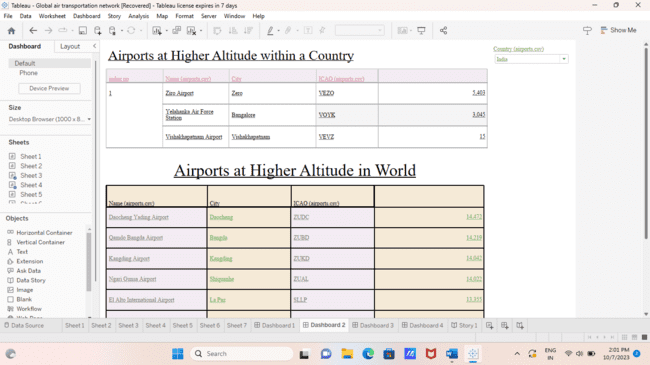 Tableau - Global air transportation network [Recovered] - Tableau license expires in 7 days
File Data Worksheet Dashboard Story Analysis Map Format Server Window Help
Show Me
Dashboard Layout
Default
Phone
Device Preview
Size
Desktop Browser (1000 x 8...
Sheets
Sheet 1
Sheet 2
Sheet 3
Sheet 4
Sheet 5
Objects
Horizontal Container
Vertical Container
Text
Extension
Ask Data
Data Story
Image
Blank
Workflow
Airports at Higher Altitude within a Country
Country (airports.csv)
India
Name (airports.csv) City ICAO (airports.csv)
1 Ziro Airport Zero VEZO 5,403
Yelahanka Air Force Station Bangalore VOYK 3,045
Vishakhapatnam Airport Vishakhapatnam VEVZ 15
Airports at Higher Altitude in World
Name (airports.csv) City ICAO (airports.csv)
Daocheng Yading Airport Daocheng ZUDC 14,472
Qamdo Bangda Airport Bangda ZUBD 14,219
Kangding Airport Kangding ZUKD 14,042
Ngari Gunsa Airport Shiquanhe ZUAL 14,022
El Alto International Airport La Paz SLLP 13,355
Data Source Sheet 1 Sheet 2 Sheet 3 Sheet 4 Sheet 5 Sheet 6 Sheet 7 Dashboard 1 Dashboard 2 Dashboard 3 Dashboard 4 Story 1
Search
ENG
IN
2:01 PM
10/7/2023